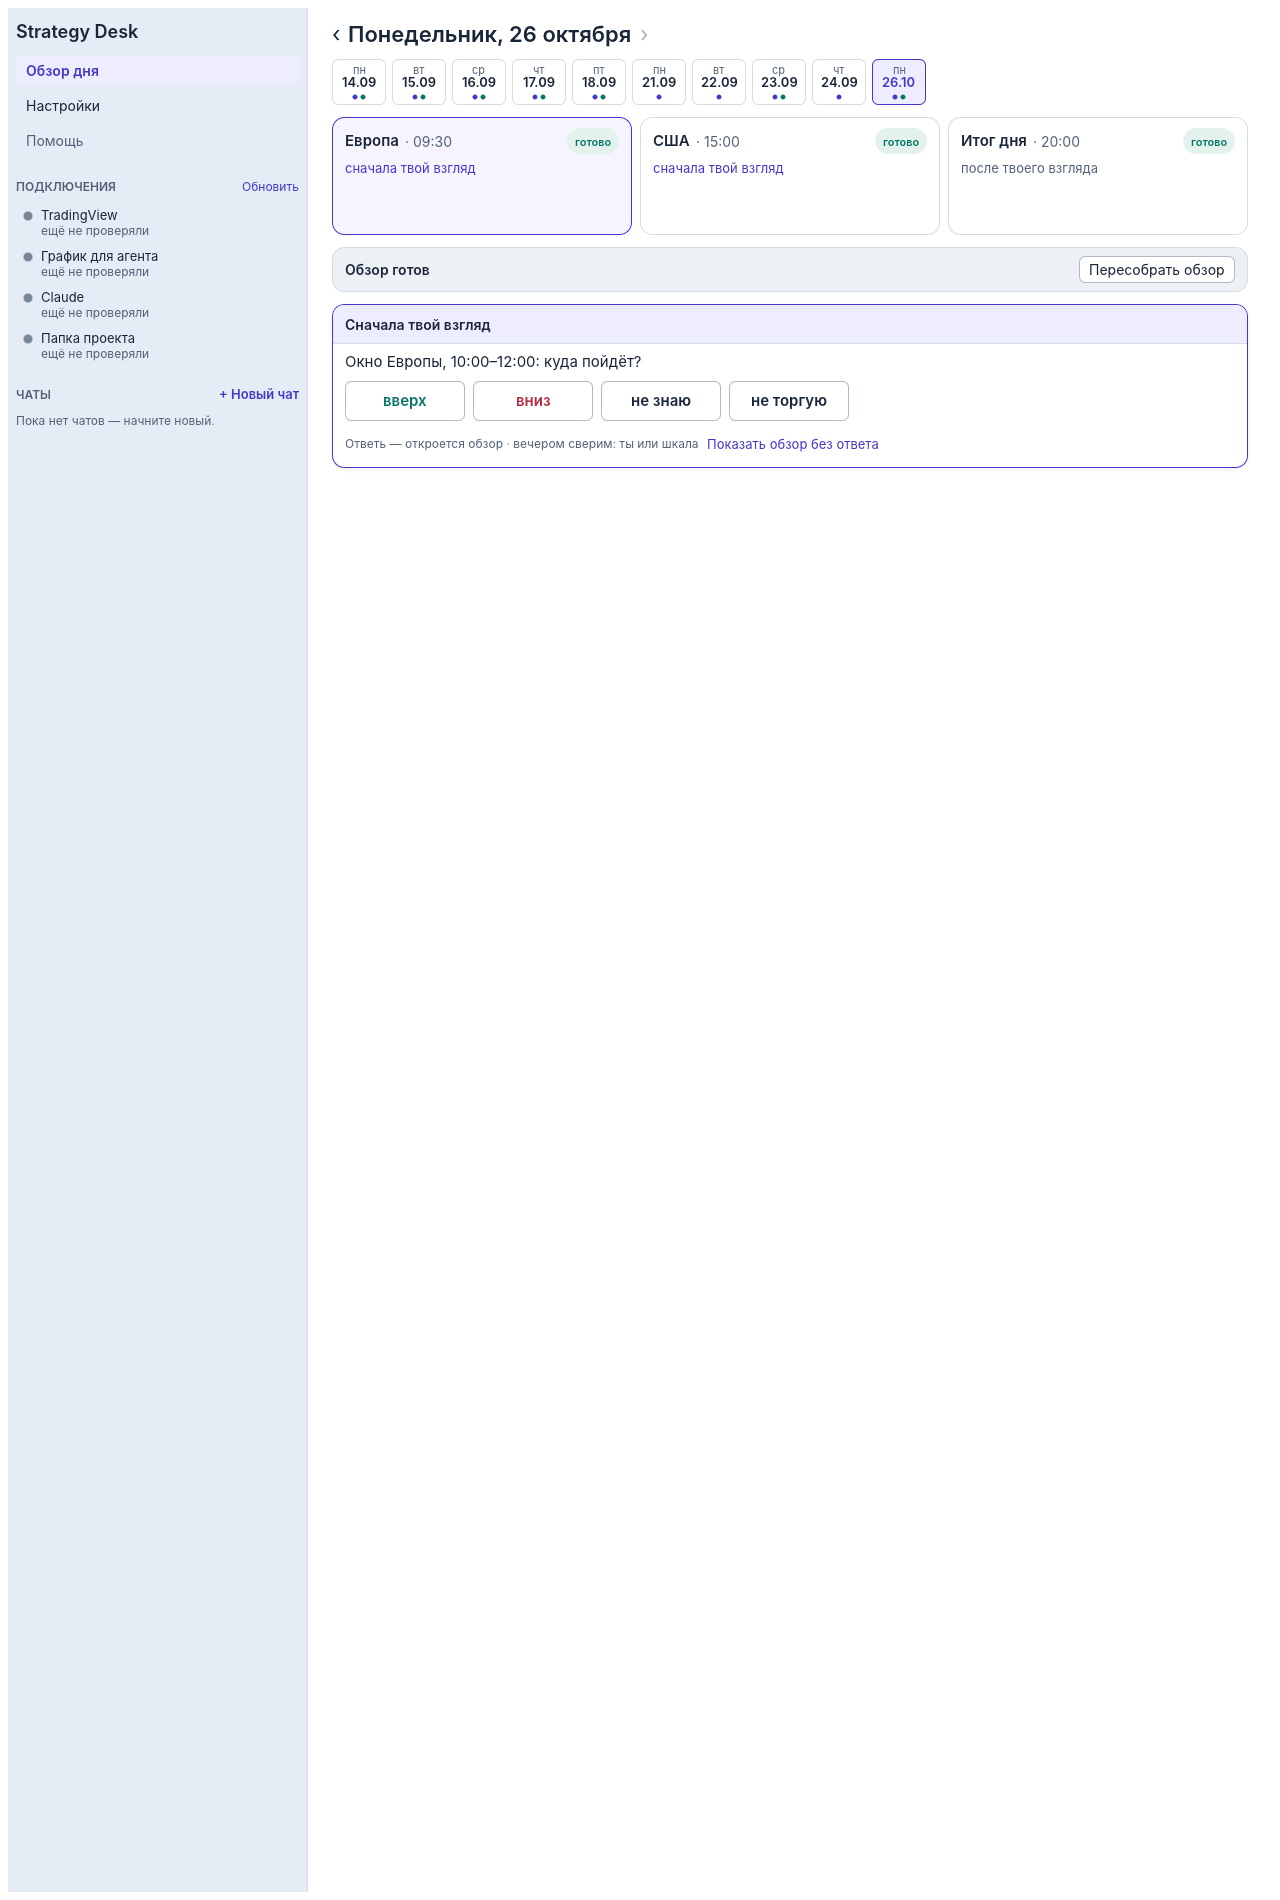 Strategy Desk
Обзор дня
Настройки
Помощь
ПОДКЛЮЧЕНИЯ Обновить
TradingView
ещё не проверяли
График для агента
ещё не проверяли
Claude
ещё не проверяли
Папка проекта
ещё не проверяли
ЧАТЫ + Новый чат
Пока нет чатов — начните новый.
‹ Понедельник, 26 октября ›
пн вт ср чт пт пн вт ср чт пн
14.09 15.09 16.09 17.09 18.09 21.09 22.09 23.09 24.09 26.10
Европа · 09:30 готово
сначала твой взгляд
США · 15:00 готово
сначала твой взгляд
Итог дня · 20:00 готово
после твоего взгляда
Обзор готов Пересобрать обзор
Сначала твой взгляд
Окно Европы, 10:00–12:00: куда пойдёт?
вверх вниз не знаю не торгую
Ответь — откроется обзор · вечером сверим: ты или шкала Показать обзор без ответа